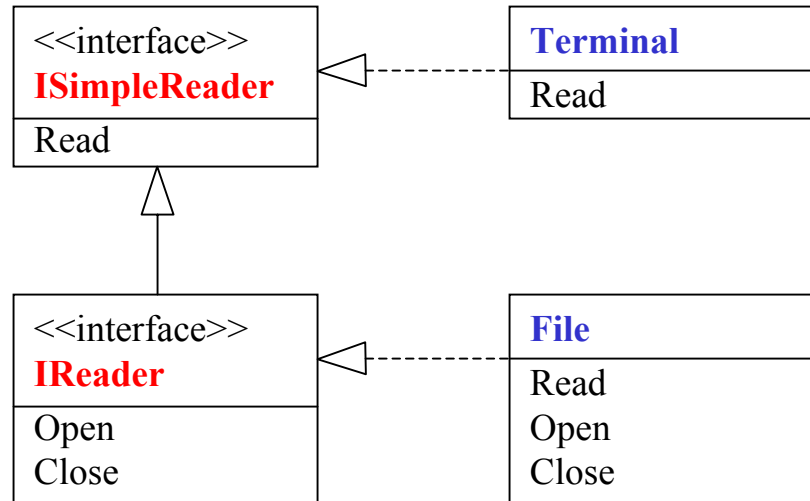 <<interface>>
ISimpleReader
Read
Terminal
Read
<<interface>>
IReader
Open
Close
File
Read
Open
Close